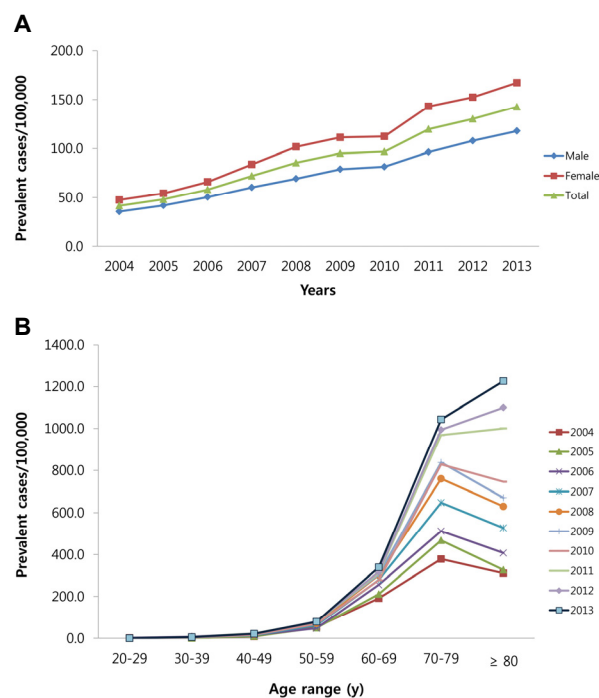 A
Prevalent cases/100,000
200.0
150.0
100.0
50.0
0.0
2004 2005 2006 2007 2008 2009 2010 2011 2012 2013
Years
Male
Female
Total
B
Prevalent cases/100,000
1400.0
1200.0
1000.0
800.0
600.0
400.0
200.0
0.0
20-29 30-39 40-49 50-59 60-69 70-79 ≥ 80
Age range (y)
2004
2005
2006
2007
2008
2009
2010
2011
2012
2013